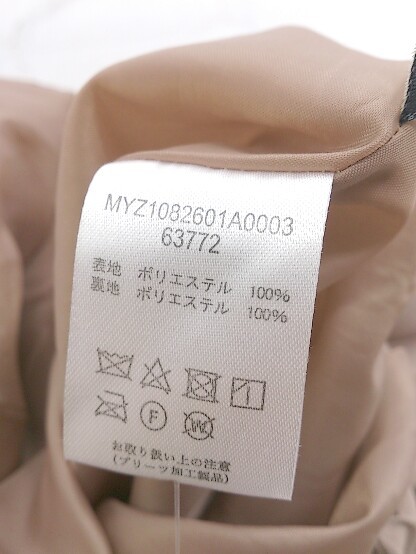 MYZ1082601A0003
63772
表地 ポリエステル 100%
裏地 ポリエステル 100%
F
W
お取り扱い上の注意
(プリーツ加工製品)